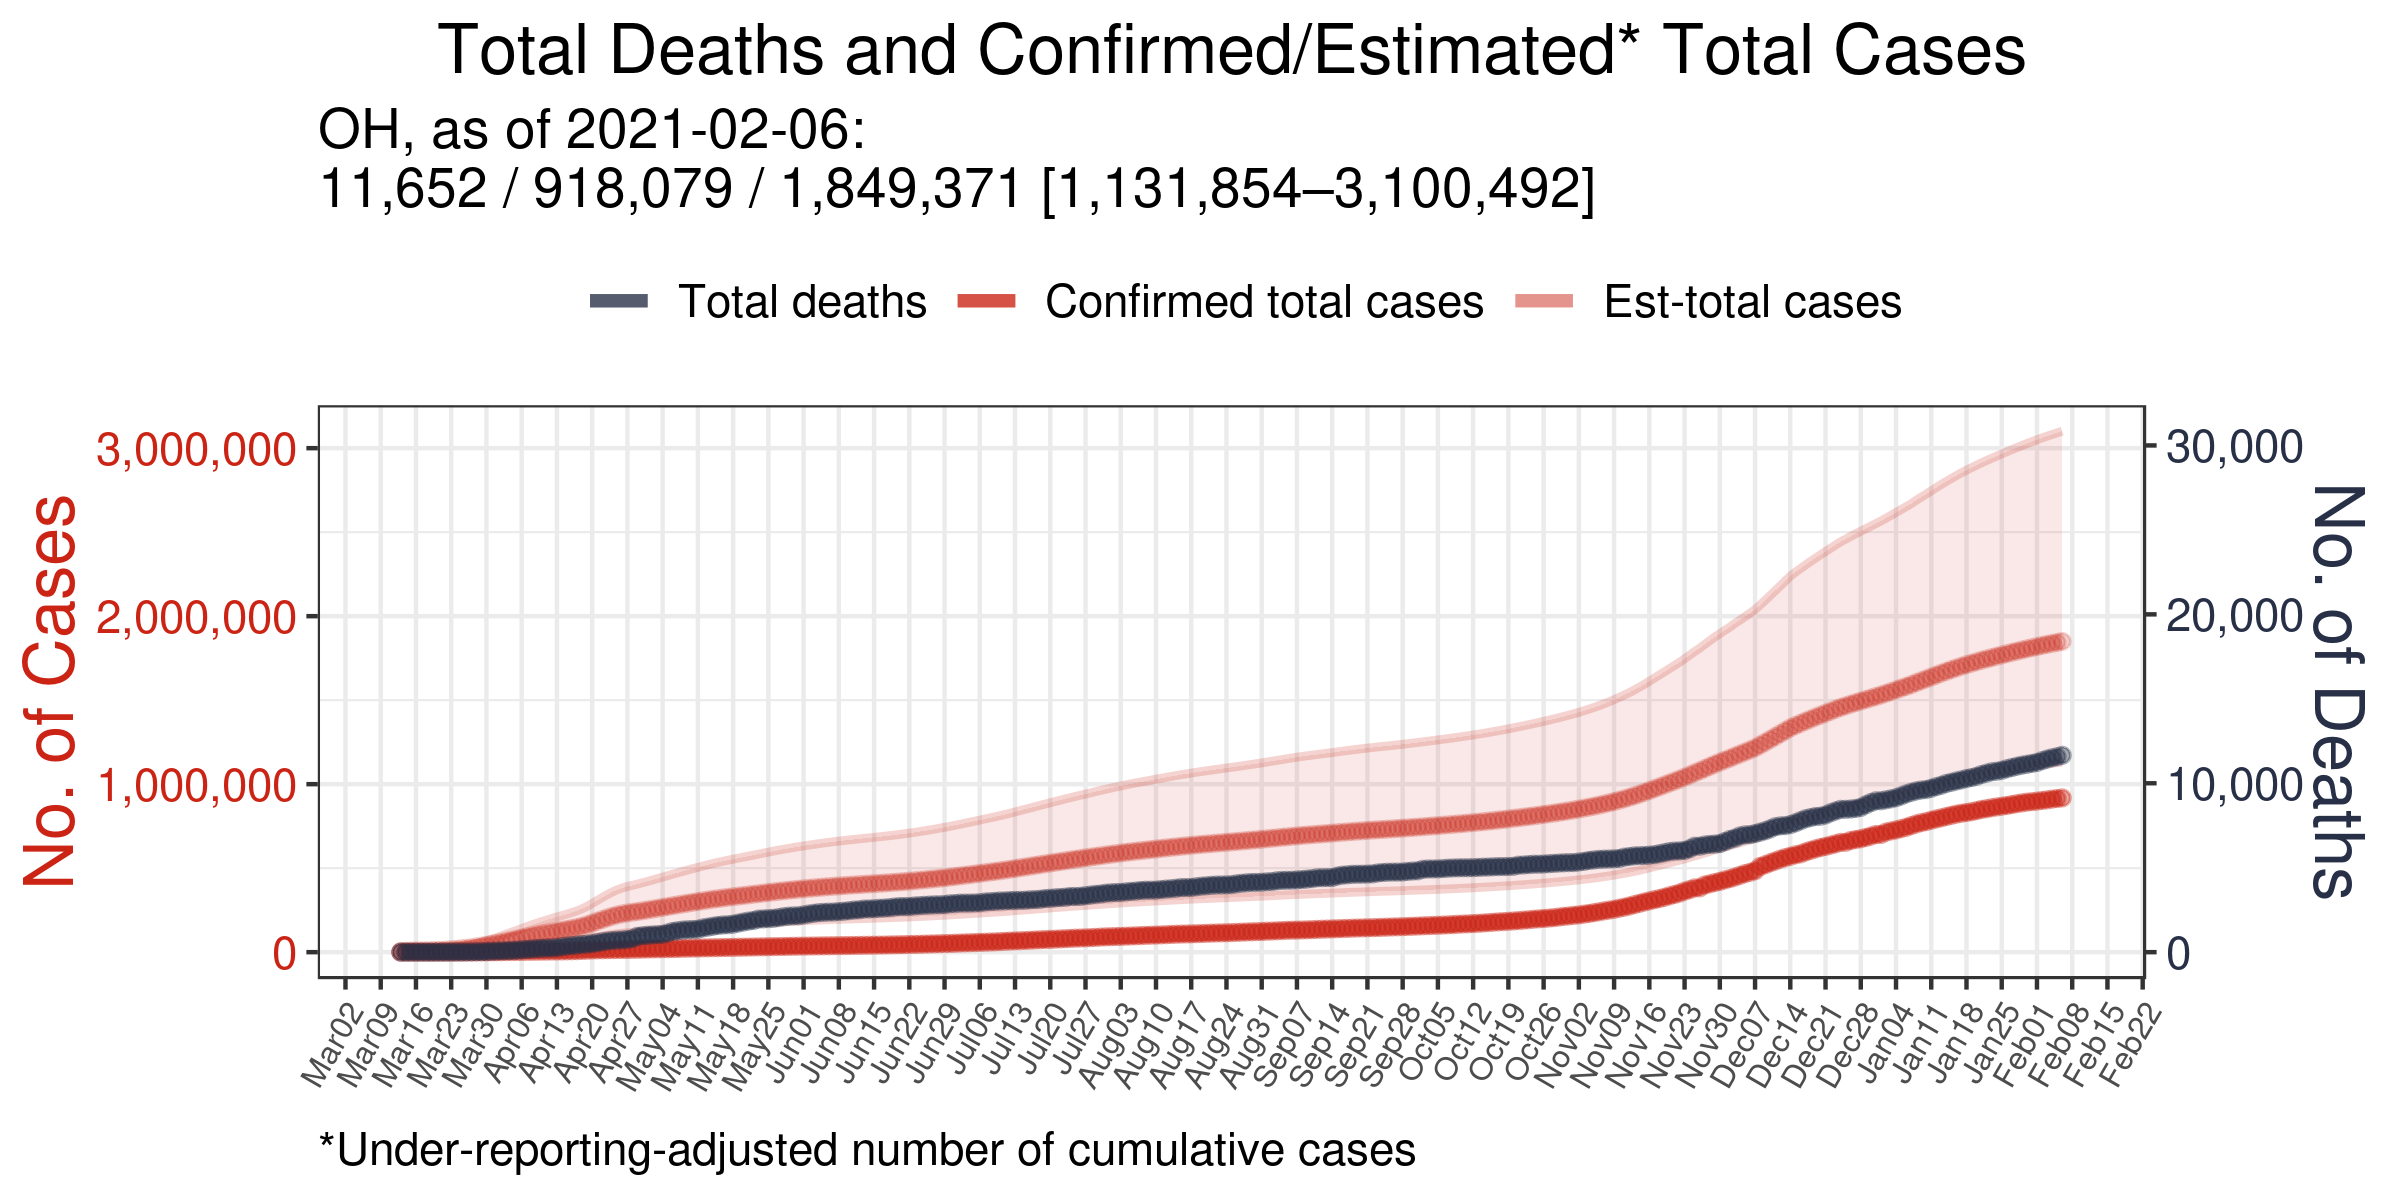 Total Deaths and Confirmed/Estimated* Total Cases
OH, as of 2021-02-06:
11,652 / 918,079 / 1,849,371 [1,131,854–3,100,492]
Total deaths
Confirmed total cases
Est-total cases
No. of Cases
3,000,000
2,000,000
1,000,000
0
30,000
20,000
10,000
0
No. of Deaths
Mar02
Mar09
Mar16
Mar23
Mar30
Apr06
Apr13
Apr20
Apr27
May04
May11
May18
May25
Jun01
Jun08
Jun15
Jun22
Jun29
Jul06
Jul13
Jul20
Jul27
Aug03
Aug10
Aug17
Aug24
Aug31
Sep07
Sep14
Sep21
Sep28
Oct05
Oct12
Oct19
Oct26
Nov02
Nov09
Nov16
Nov23
Nov30
Dec07
Dec14
Dec21
Dec28
Jan04
Jan11
Jan18
Jan25
Feb01
Feb08
Feb15
Feb22
*Under-reporting-adjusted number of cumulative cases